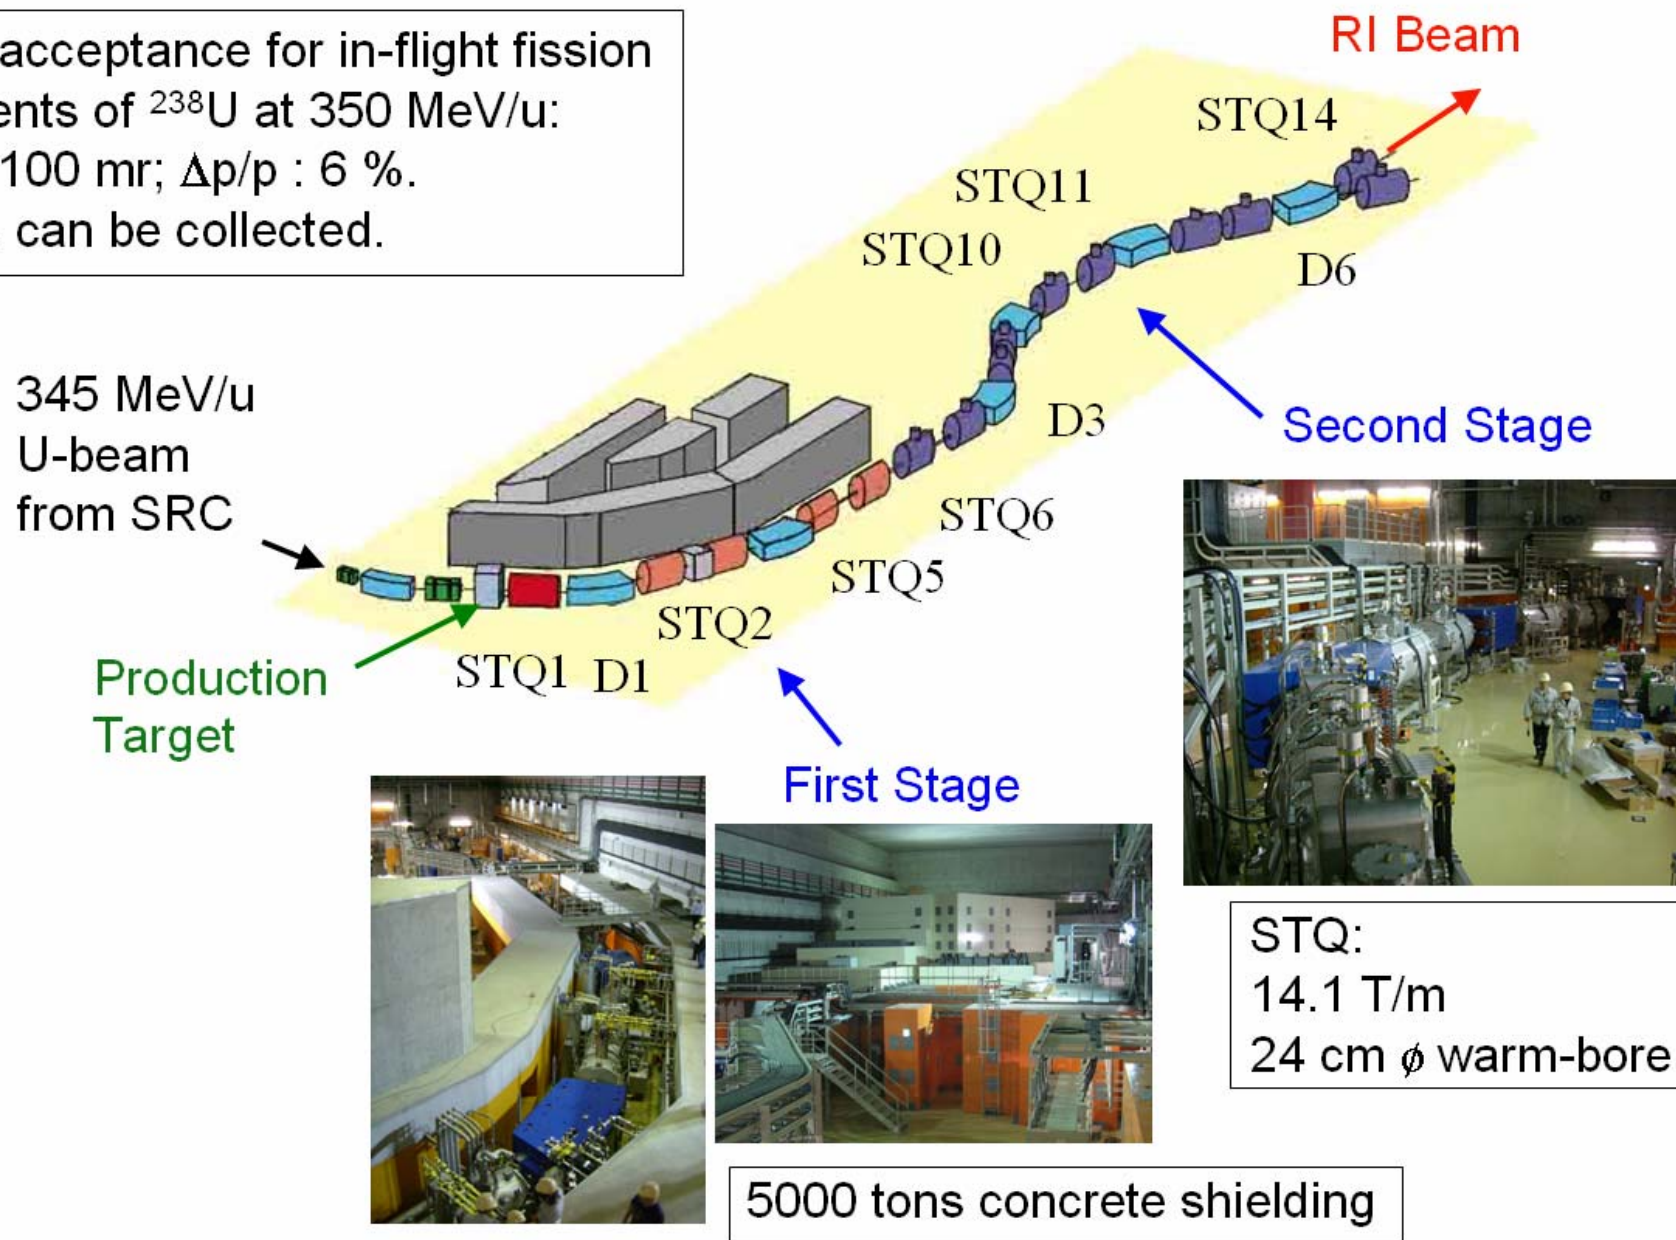 acceptance for in-flight fission
ents of ²³⁸U at 350 MeV/u:
100 mr; Δp/p : 6 %.
can be collected.
RI Beam
STQ14
STQ11
STQ10
D6
345 MeV/u
U-beam
from SRC
D3
Second Stage
STQ6
STQ5
STQ2
STQ1 D1
Production
Target
First Stage
STQ:
14.1 T/m
24 cm ϕ warm-bore
5000 tons concrete shielding